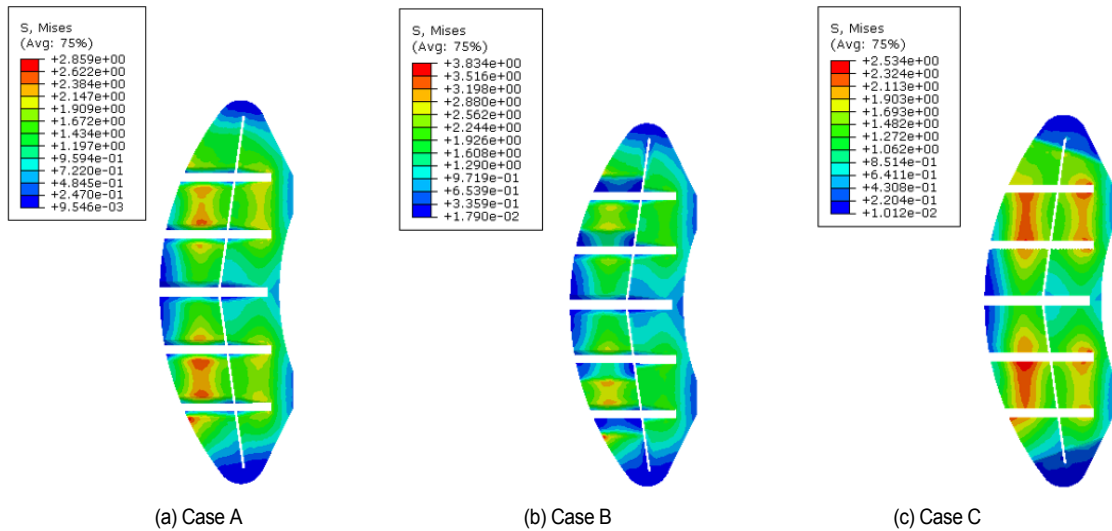 S, Mises
(Avg: 75%)
+2.859e+00
+2.622e+00
+2.384e+00
+2.147e+00
+1.909e+00
+1.672e+00
+1.434e+00
+1.197e+00
+9.594e-01
+7.220e-01
+4.845e-01
+2.470e-01
+9.546e-03
S, Mises
(Avg: 75%)
+3.834e+00
+3.516e+00
+3.198e+00
+2.880e+00
+2.562e+00
+2.244e+00
+1.926e+00
+1.608e+00
+1.290e+00
+9.719e-01
+6.539e-01
+3.359e-01
+1.790e-02
S, Mises
(Avg: 75%)
+2.534e+00
+2.324e+00
+2.113e+00
+1.903e+00
+1.693e+00
+1.482e+00
+1.272e+00
+1.062e+00
+8.514e-01
+6.411e-01
+4.308e-01
+2.204e-01
+1.012e-02
(a) Case A
(b) Case B
(c) Case C